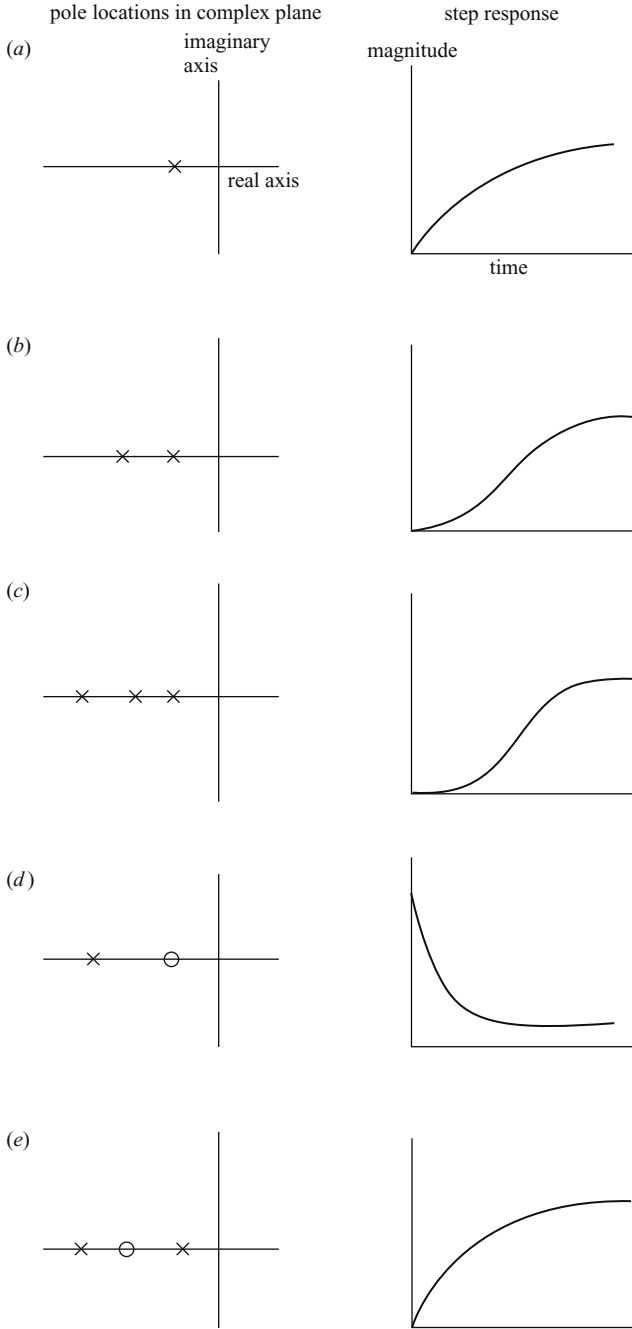 pole locations in complex plane
step response
(a)
imaginary
axis
real axis
magnitude
time
(b)
(c)
(d)
(e)